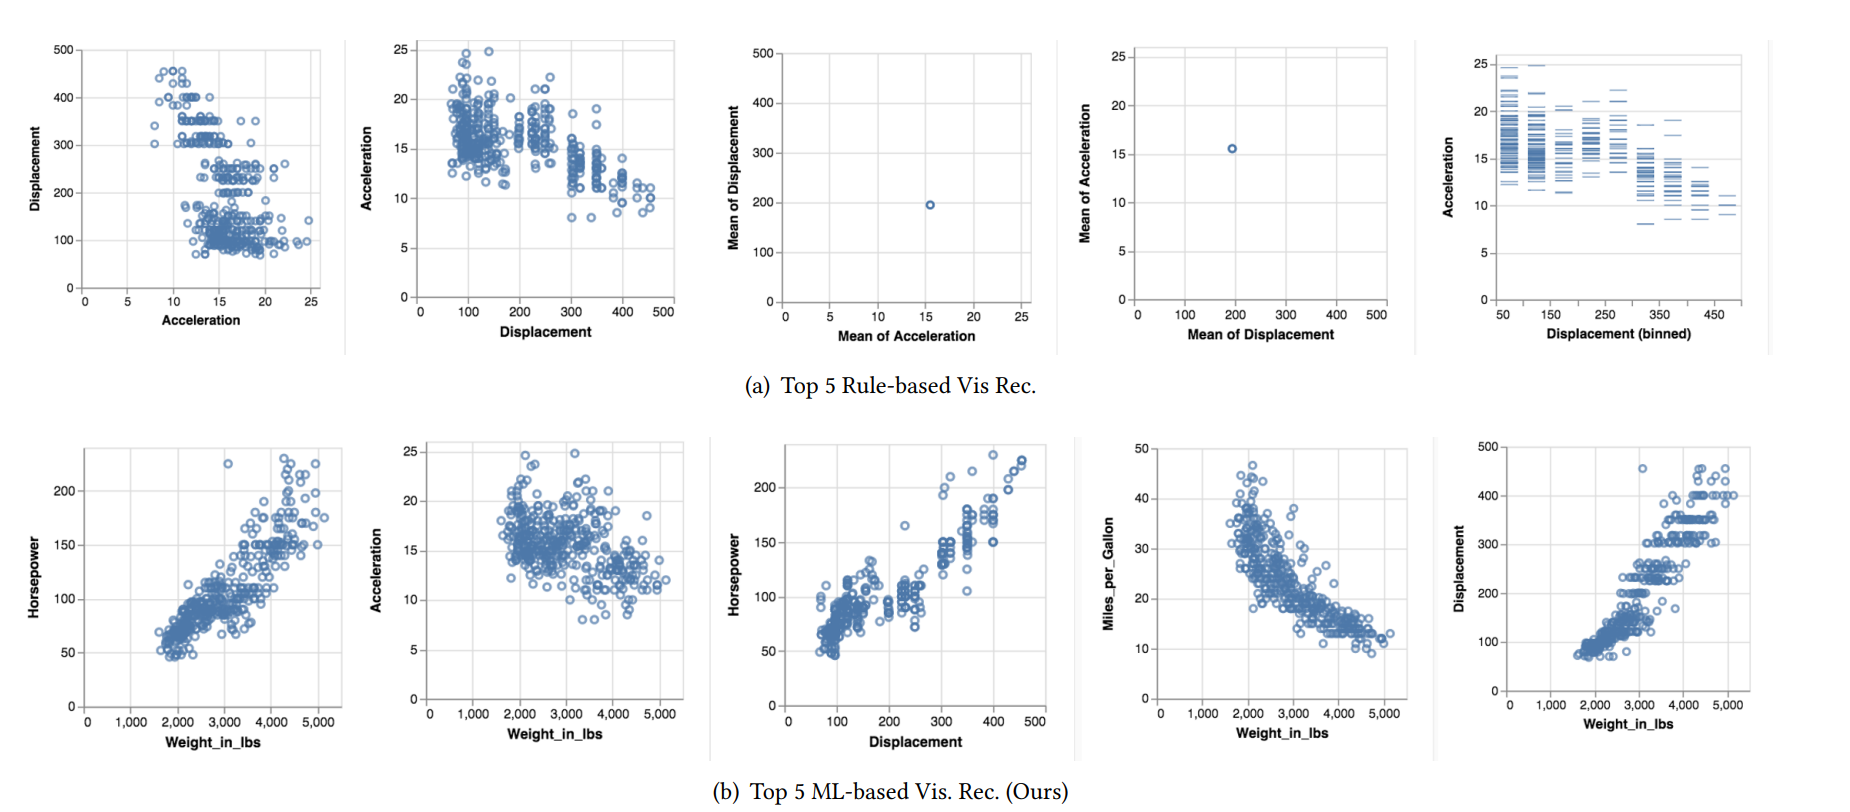 500
400
300
200
100
0
0 5 10 15 20 25
Displacement
Acceleration
25
20
15
10
5
0
100 200 300 400 500
Acceleration
Displacement
500
400
300
200
100
0
0 5 10 15 20 25
Mean of Displacement
Mean of Acceleration
25
20
15
10
5
0
0 100 200 300 400 500
Mean of Acceleration
Mean of Displacement
25
20
15
10
5
0
50 150 250 350 450
Acceleration
Displacement (binned)
(a) Top 5 Rule-based Vis Rec.
200
150
100
50
0
0 1,000 2,000 3,000 4,000 5,000
Horsepower
Weight_in_lbs
25
20
15
10
5
0
0 1,000 2,000 3,000 4,000 5,000
Acceleration
Weight_in_lbs
200
150
100
50
0
0 100 200 300 400 500
Horsepower
Displacement
50
40
30
20
10
0
0 1,000 2,000 3,000 4,000 5,000
Miles_per_Gallon
Weight_in_lbs
500
400
300
200
100
0
0 1,000 2,000 3,000 4,000 5,000
Displacement
Weight_in_lbs
(b) Top 5 ML-based Vis. Rec. (Ours)